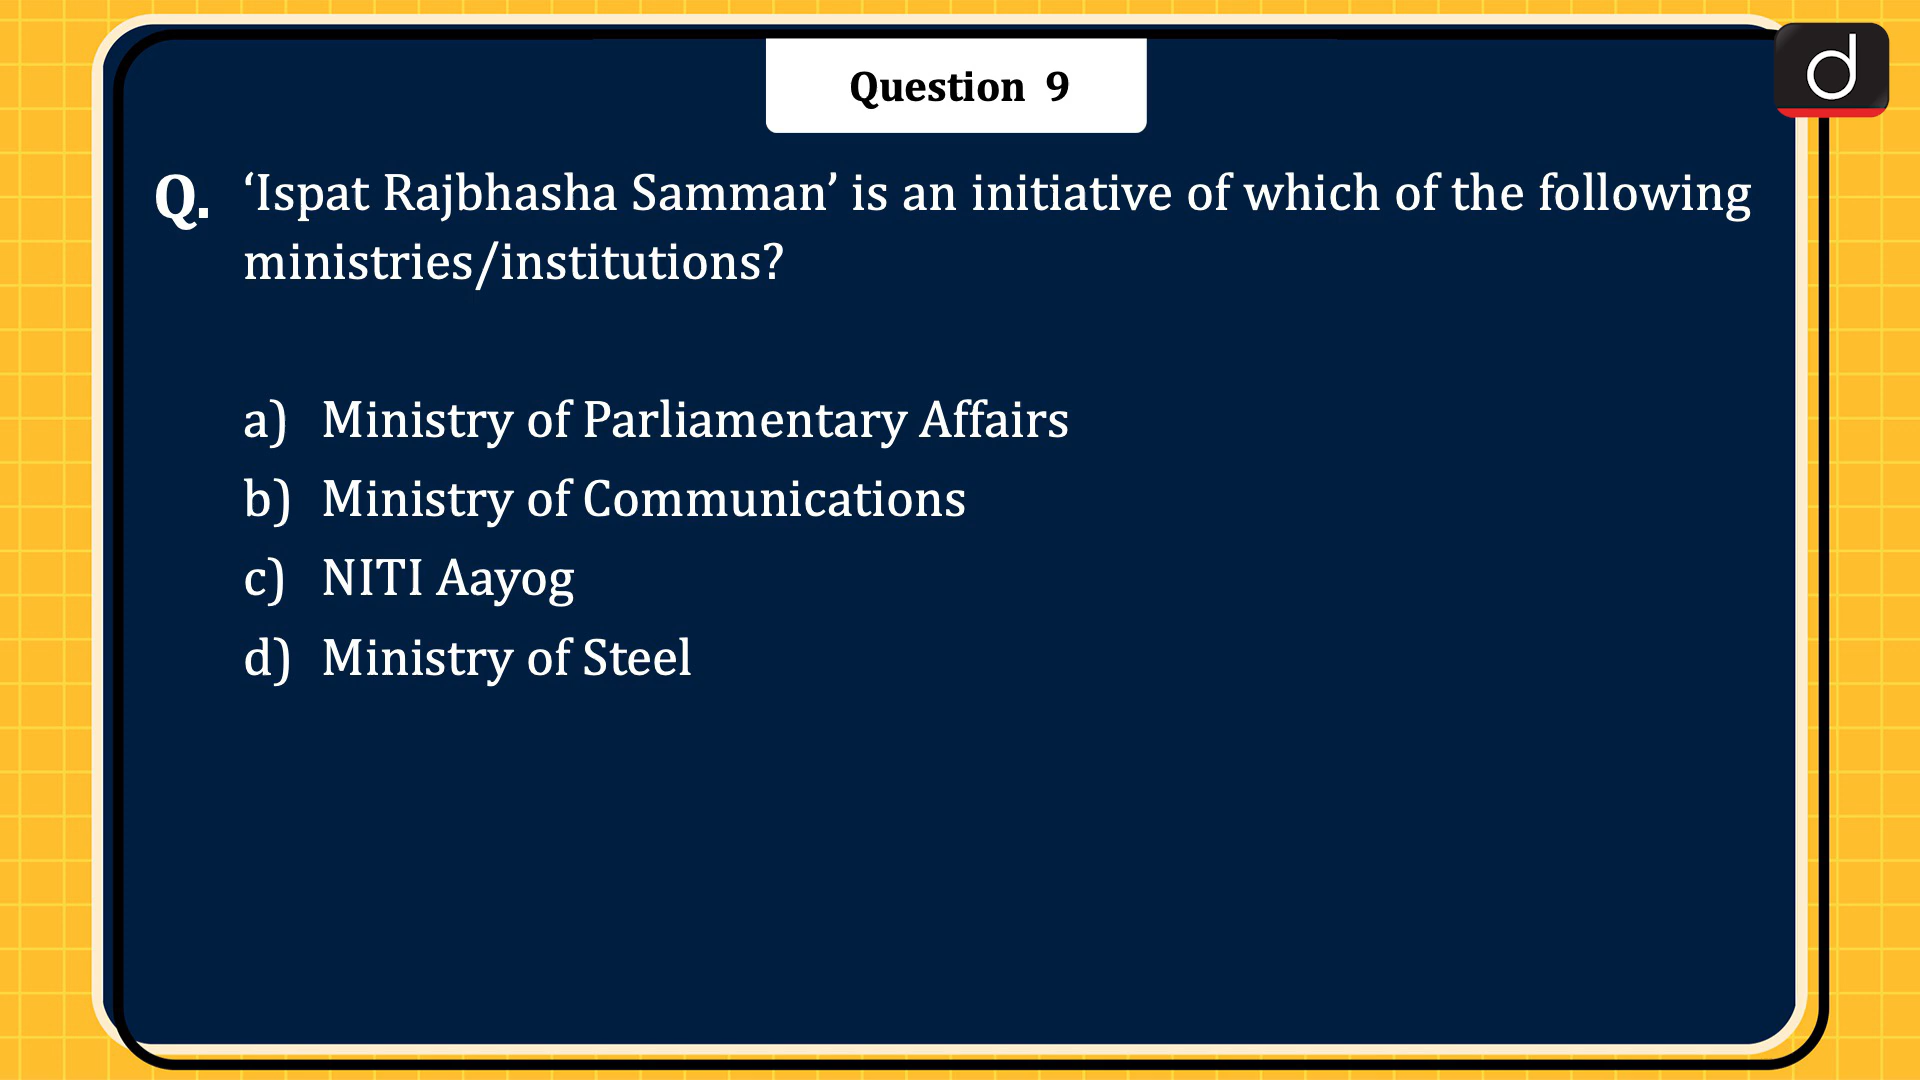 Question 9
d
Q. ‘Ispat Rajbhasha Samman’ is an initiative of which of the following
ministries/institutions?
a) Ministry of Parliamentary Affairs
b) Ministry of Communications
c) NITI Aayog
d) Ministry of Steel